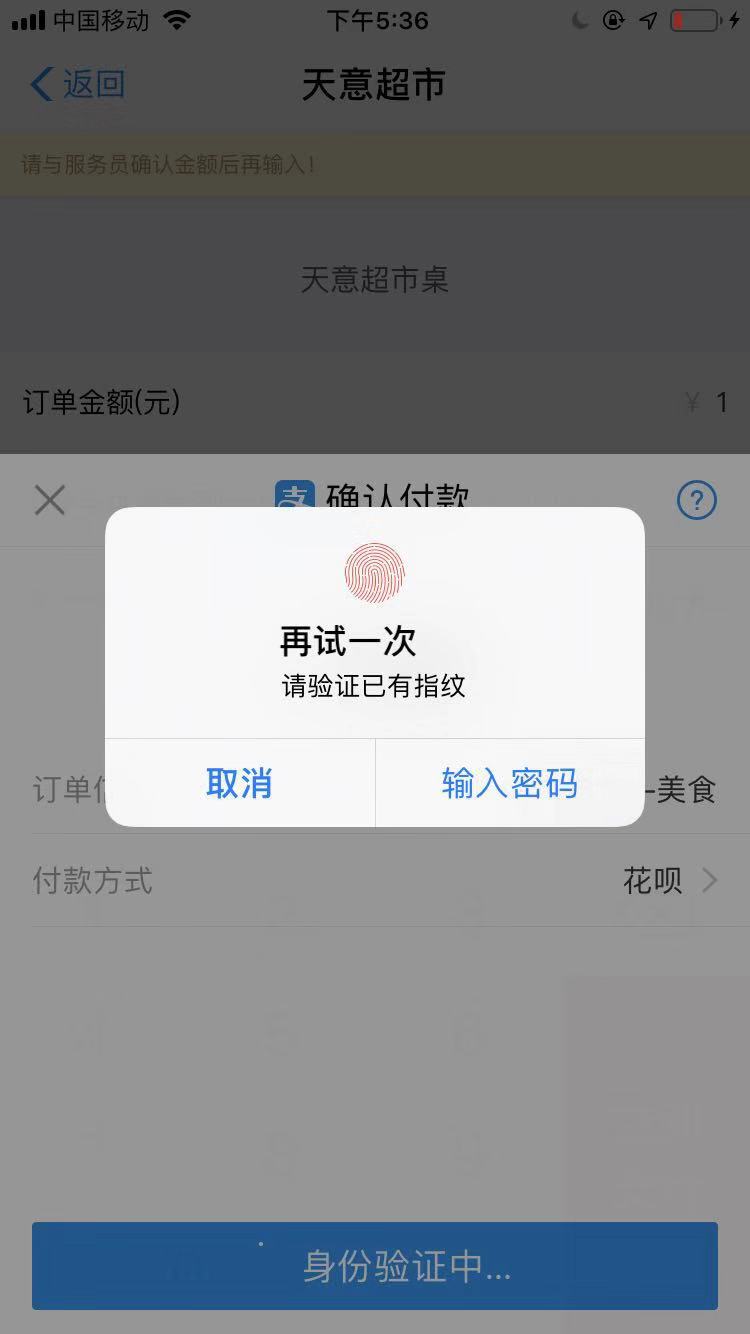 中国移动
下午5:36
返回
天意超市
请与服务员确认金额后再输入！
天意超市桌
订单金额(元)
¥ 1
支 确认付款
?
再试一次
请验证已有指纹
取消
输入密码
订单
-美食
付款方式
花呗
身份验证中...